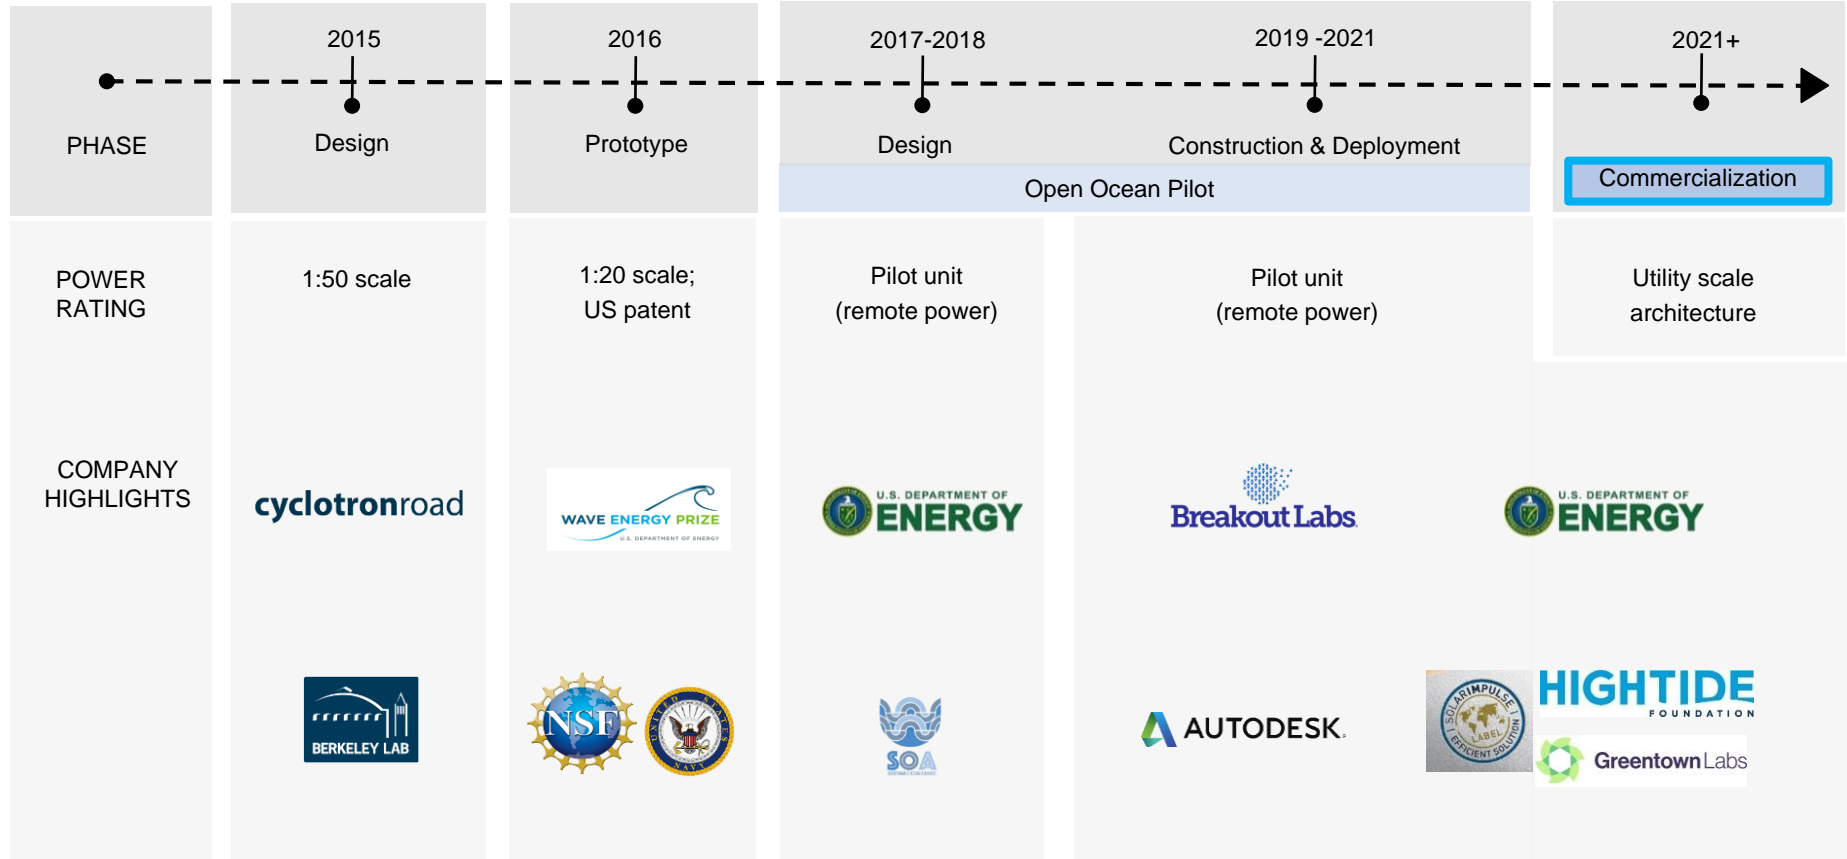 2015
2016
2017-2018
2019 -2021
2021+
PHASE
Design
Prototype
Design
Construction & Deployment
Open Ocean Pilot
Commercialization
POWER
RATING
1:50 scale
1:20 scale;
US patent
Pilot unit
(remote power)
Pilot unit
(remote power)
Utility scale
architecture
COMPANY
HIGHLIGHTS
cyclotronroad
WAVE ENERGY PRIZE
U.S. DEPARTMENT OF ENERGY
U.S. DEPARTMENT OF
ENERGY
Breakout Labs
U.S. DEPARTMENT OF
ENERGY
BERKELEY LAB
NSF
UNITED STATES
NAVY
SOA
AUTODESK.
SOLARIMPULSE
LABEL
EFFICIENT SOLUTION
HIGHTIDE
FOUNDATION
Greentown Labs